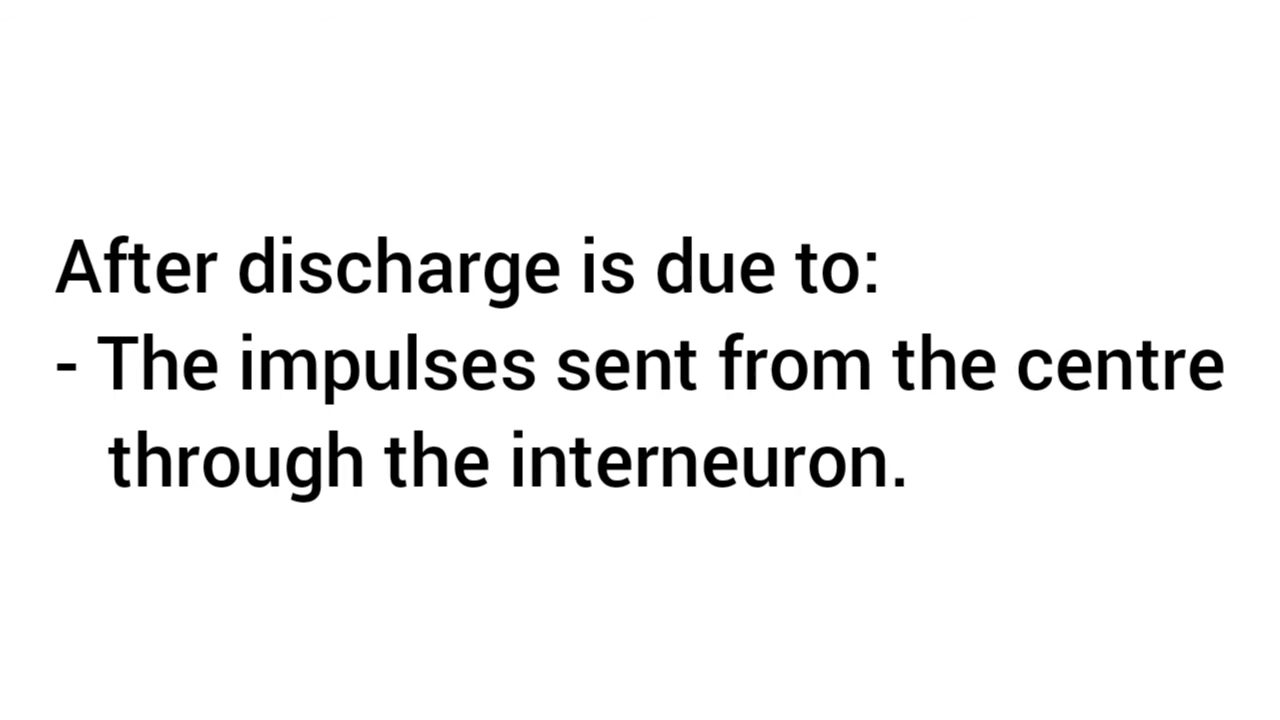 After discharge is due to:
- The impulses sent from the centre
through the interneuron.